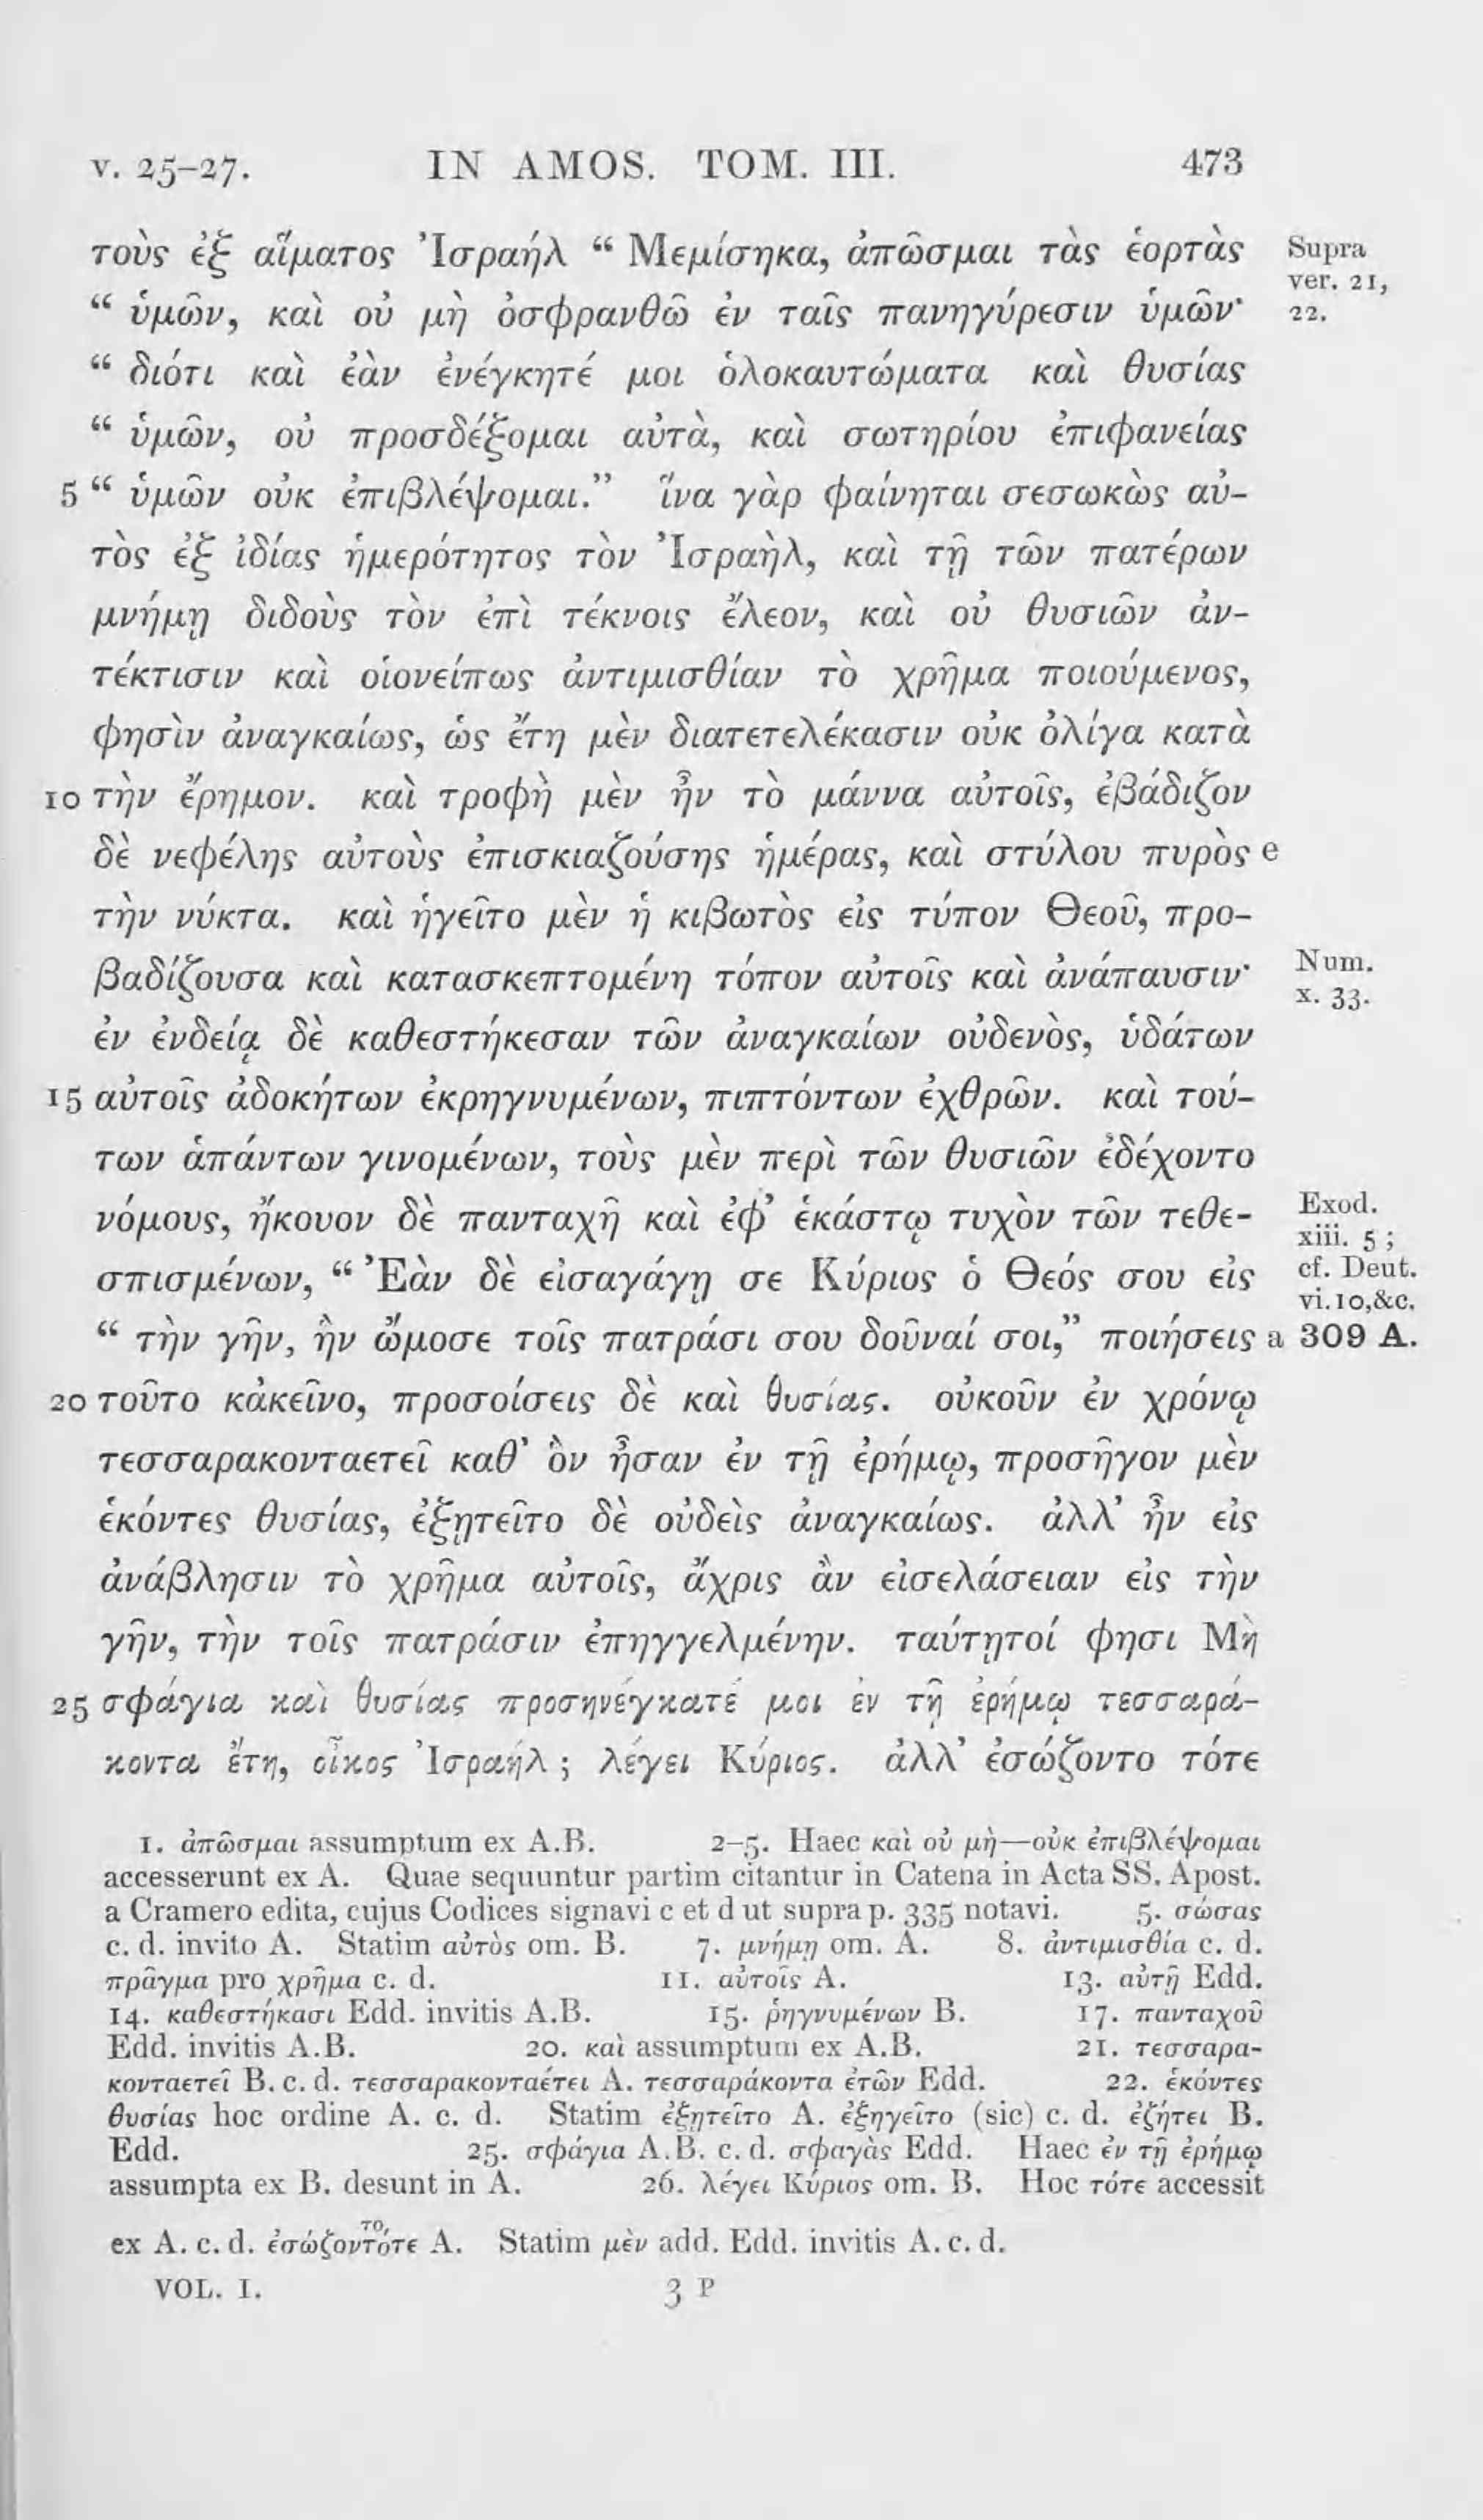 v. 25-27. IN AMOS. TOM. III. 473
τοὺς ἐξ αἵματος Ἰσραήλ “ Μεμίσηκα, ἀπῶσμαι τὰς ἑορτὰς Supra
ver. 21,
“ ὑμῶν, καὶ οὐ μὴ ὀσφρανθῶ ἐν ταῖς πανηγύρεσιν ὑμῶν· 22.
“ διότι καὶ ἐὰν ἐνέγκητέ μοι ὁλοκαυτώματα καὶ θυσίας
“ ὑμῶν, οὐ προσδέξομαι αὐτὰ, καὶ σωτηρίου ἐπιφανείας
5 “ ὑμῶν οὐκ ἐπιβλέψομαι.” ἵνα γὰρ φαίνηται σεσωκὼς αὐ-
τὸς ἐξ ἰδίας ἡμερότητος τὸν Ἰσραὴλ, καὶ τῇ τῶν πατέρων
μνήμῃ διδοὺς τὸν ἐπὶ τέκνοις ἔλεον, καὶ οὐ θυσιῶν ἀν-
τέκτισιν καὶ οἱονείπως ἀντιμισθίαν τὸ χρῆμα ποιούμενος,
φησὶν ἀναγκαίως, ὡς ἔτη μὲν διατετελέκασιν οὐκ ὀλίγα κατὰ
10 τὴν ἔρημον. καὶ τροφὴ μὲν ἦν τὸ μάννα αὐτοῖς, ἐβάδιζον
δὲ νεφέλης αὐτοὺς ἐπισκιαζούσης ἡμέρας, καὶ στύλου πυρὸς e
τὴν νύκτα. καὶ ἡγεῖτο μὲν ἡ κιβωτὸς εἰς τύπον Θεοῦ, προ-
βαδίζουσα καὶ κατασκεπτομένη τόπον αὐτοῖς καὶ ἀνάπαυσιν· Num.
x. 33.
ἐν ἐνδείᾳ δὲ καθεστήκεσαν τῶν ἀναγκαίων οὐδενὸς, ὑδάτων
15 αὐτοῖς ἀδοκήτων ἐκρηγνυμένων, πιπτόντων ἐχθρῶν. καὶ τού-
των ἁπάντων γινομένων, τοὺς μὲν περὶ τῶν θυσιῶν ἐδέχοντο
νόμους, ἤκουον δὲ πανταχῆ καὶ ἐφ’ ἑκάστῳ τυχὸν τῶν τεθε- Exod.
xiii. 5 ;
σπισμένων, “ Ἐὰν δὲ εἰσαγάγῃ σε Κύριος ὁ Θεός σου εἰς cf. Deut.
vi. 10,&c.
“ τὴν γῆν, ἣν ὤμοσε τοῖς πατράσι σου δοῦναί σοι,” ποιήσεις a 309 A.
20 τοῦτο κἀκεῖνο, προσοίσεις δὲ καὶ θυσίας. οὐκοῦν ἐν χρόνῳ
τεσσαρακονταετεῖ καθ’ ὃν ἦσαν ἐν τῇ ἐρήμῳ, προσῆγον μὲν
ἑκόντες θυσίας, ἐξῃτεῖτο δὲ οὐδεὶς ἀναγκαίως. ἀλλ’ ἦν εἰς
ἀνάβλησιν τὸ χρῆμα αὐτοῖς, ἄχρις ἂν εἰσελάσειαν εἰς τὴν
γῆν, τὴν τοῖς πατράσιν ἐπηγγελμένην. ταύτῃτοί φησι Μὴ
25 σφάγια καὶ θυσίας προσηνέγκατέ μοι ἐν τῇ ἐρήμῳ τεσσαρά-
κοντα ἔτη, οἶκος Ἰσραήλ ; λέγει Κύριος. ἀλλ’ ἐσώζοντο τότε
1. ἀπῶσμαι assumptum ex A.B. 2-5. Haec καὶ οὐ μὴ—οὐκ ἐπιβλέψομαι
accesserunt ex A. Quae sequuntur partim citantur in Catena in Acta SS. Apost.
a Cramero edita, cujus Codices signavi c et d ut supra p. 335 notavi. 5. σώσας
c. d. invito A. Statim αὐτὸς om. B. 7. μνήμῃ om. A. 8. ἀντιμισθία c. d.
πρᾶγμα pro χρῆμα c. d. 11. αὐτοῖς A. 13. αὐτῇ Edd.
14. καθεστήκασι Edd. invitis A.B. 15. ῥηγνυμένων B. 17. πανταχοῦ
Edd. invitis A.B. 20. καὶ assumptum ex A.B. 21. τεσσαρα-
κονταετεῖ B. c. d. τεσσαρακονταέτει A. τεσσαράκοντα ἐτῶν Edd. 22. ἑκόντες
θυσίας hoc ordine A. c. d. Statim ἐξῃτεῖτο A. ἐξηγεῖτο (sic) c. d. ἐζήτει B.
Edd. 25. σφάγια A.B. c. d. σφαγὰς Edd. Haec ἐν τῇ ἐρήμῳ
assumpta ex B. desunt in A. 26. λέγει Κύριος om. B. Hoc τότε accessit
ex A. c. d. ἐσώζοντότε A. Statim μὲν add. Edd. invitis A. c. d.
VOL. I. 3 P